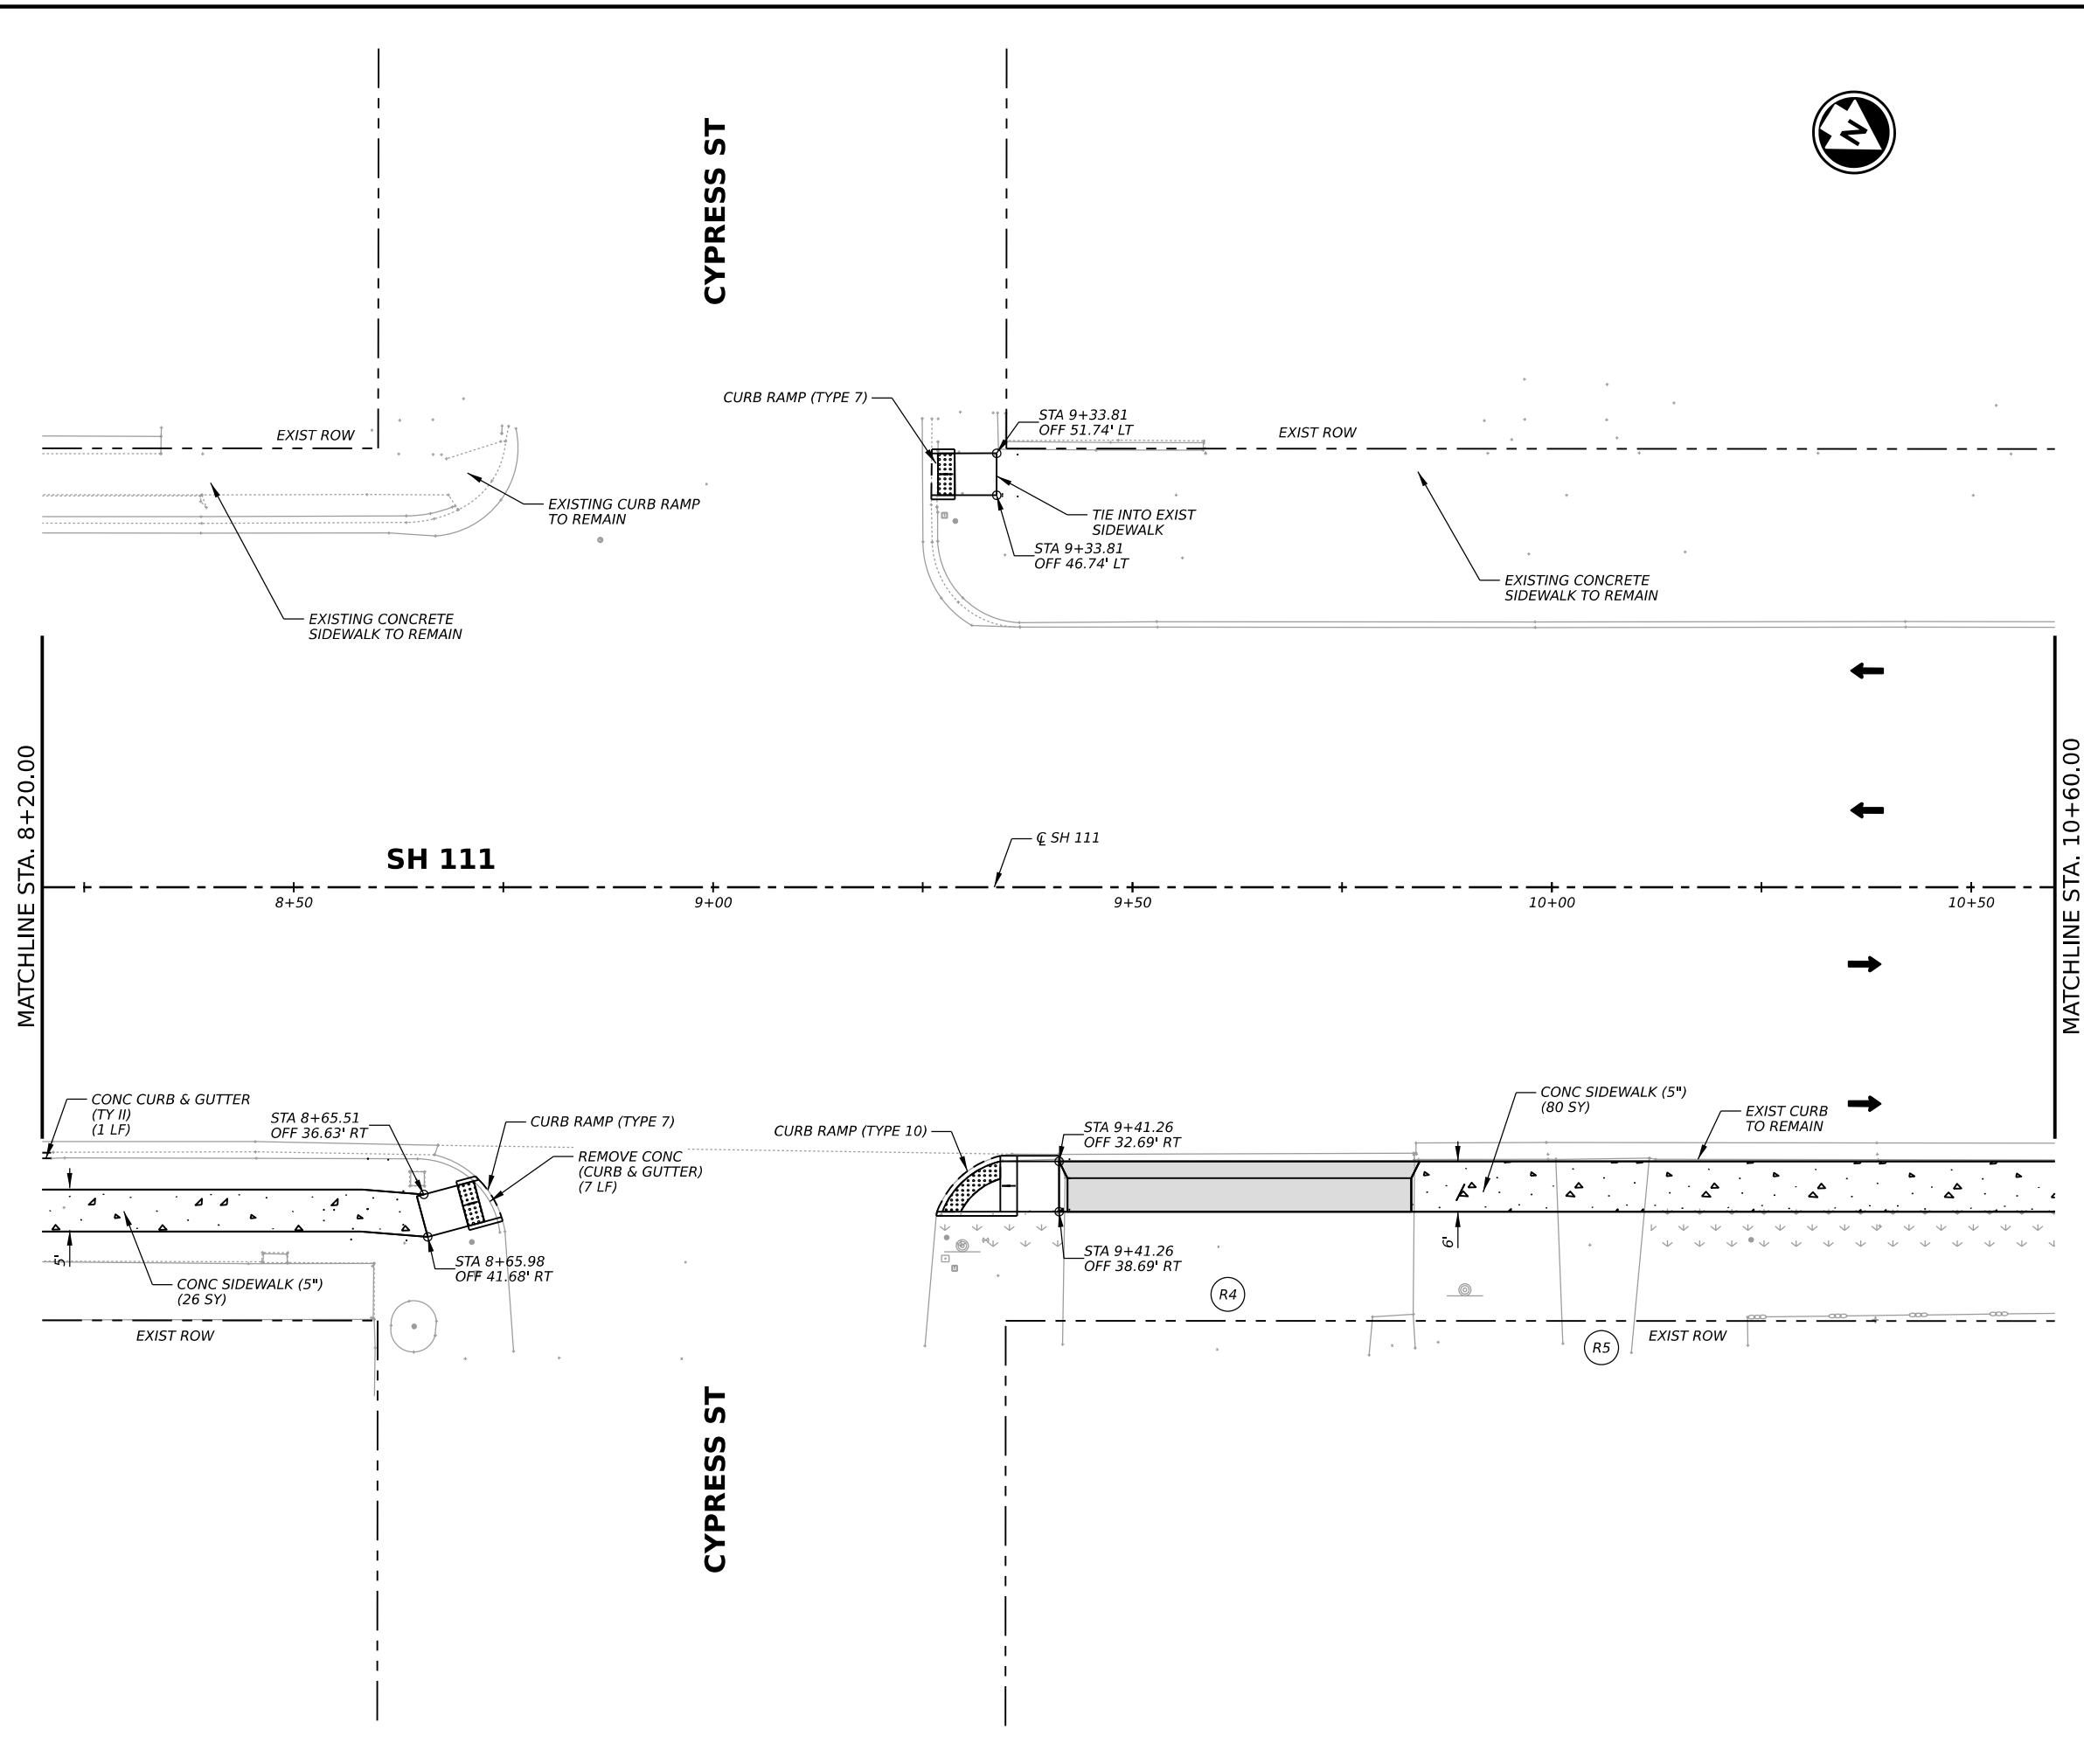 CYPRESS ST
N
CURB RAMP (TYPE 7)
STA 9+33.81
OFF 51.74' LT
EXIST ROW
EXIST ROW
EXISTING CURB RAMP
TO REMAIN
TIE INTO EXIST
SIDEWALK
STA 9+33.81
OFF 46.74' LT
EXISTING CONCRETE
SIDEWALK TO REMAIN
EXISTING CONCRETE
SIDEWALK TO REMAIN
MATCHLINE STA. 8+20.00
MATCHLINE STA. 10+60.00
℄ SH 111
SH 111
8+50
9+00
9+50
10+00
10+50
CONC CURB & GUTTER
(TY II)
(1 LF)
STA 8+65.51
OFF 36.63' RT
CURB RAMP (TYPE 7)
REMOVE CONC
(CURB & GUTTER)
(7 LF)
CURB RAMP (TYPE 10)
STA 9+41.26
OFF 32.69' RT
CONC SIDEWALK (5")
(80 SY)
EXIST CURB
TO REMAIN
5'
6'
STA 8+65.98
OFF 41.68' RT
STA 9+41.26
OFF 38.69' RT
CONC SIDEWALK (5")
(26 SY)
R4
EXIST ROW
R5
EXIST ROW
CYPRESS ST